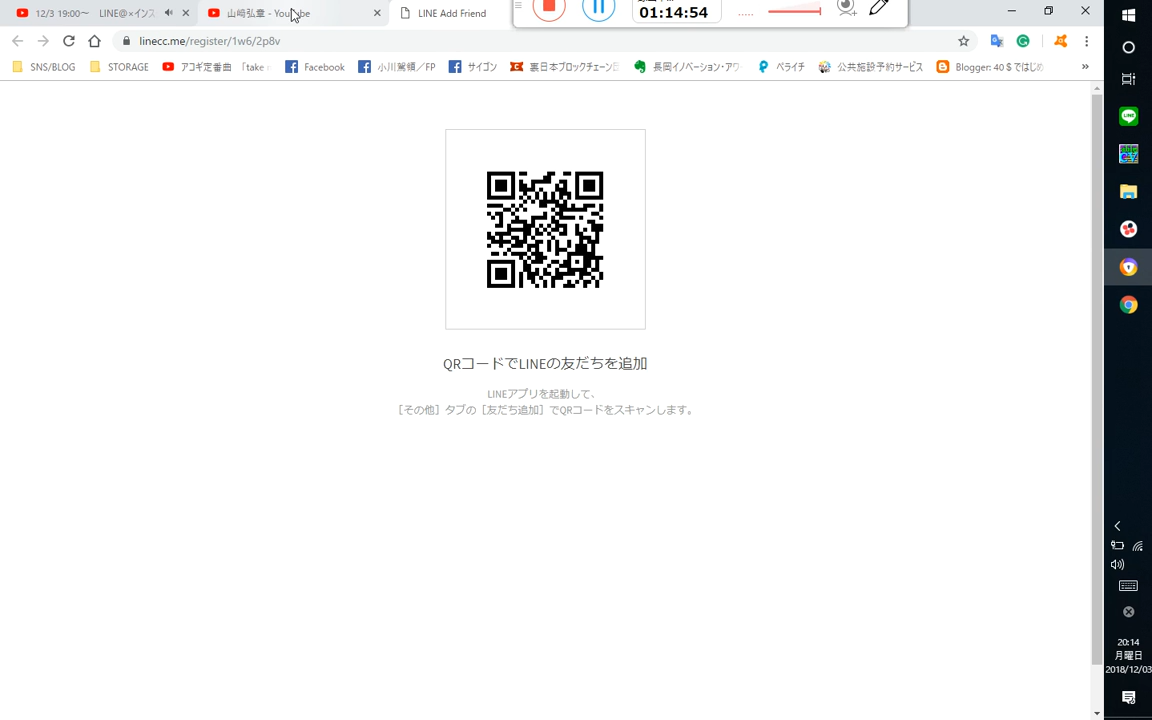 12/3 19:00～ LINE@×インス
山﨑弘章 - YouTube
LINE Add Friend
01:14:54
linecc.me/register/1w6/2p8v
SNS/BLOG
STORAGE
アコギ定番曲 「take
Facebook
小川駕頼／FP
サイゴン
裏日本ブロックチェーン
長岡イノベーション・アワ
ペライチ
公共施設予約サービス
Blogger: 40＄ではじめ
»
QRコードでLINEの友だちを追加
LINEアプリを起動して、
［その他］タブの［友だち追加］でQRコードをスキャンします。
LINE
20:14
月曜日
2018/12/03